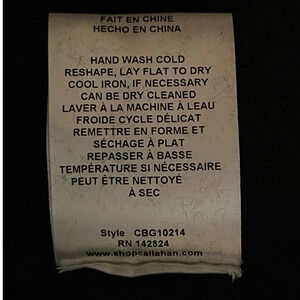 FAIT EN CHINE
HECHO EN CHINA
HAND WASH COLD
RESHAPE, LAY FLAT TO DRY
COOL IRON, IF NECESSARY
CAN BE DRY CLEANED
LAVER À LA MACHINE À LEAU
FROIDE CYCLE DÉLICAT
REMETTRE EN FORME ET
SÉCHAGE À PLAT
REPASSER À BASSE
TEMPÉRATURE SI NÉCESSAIRE
PEUT ÊTRE NETTOYÉ
À SEC
Style CBG10214
RN 142824
www.shopcallahan.com